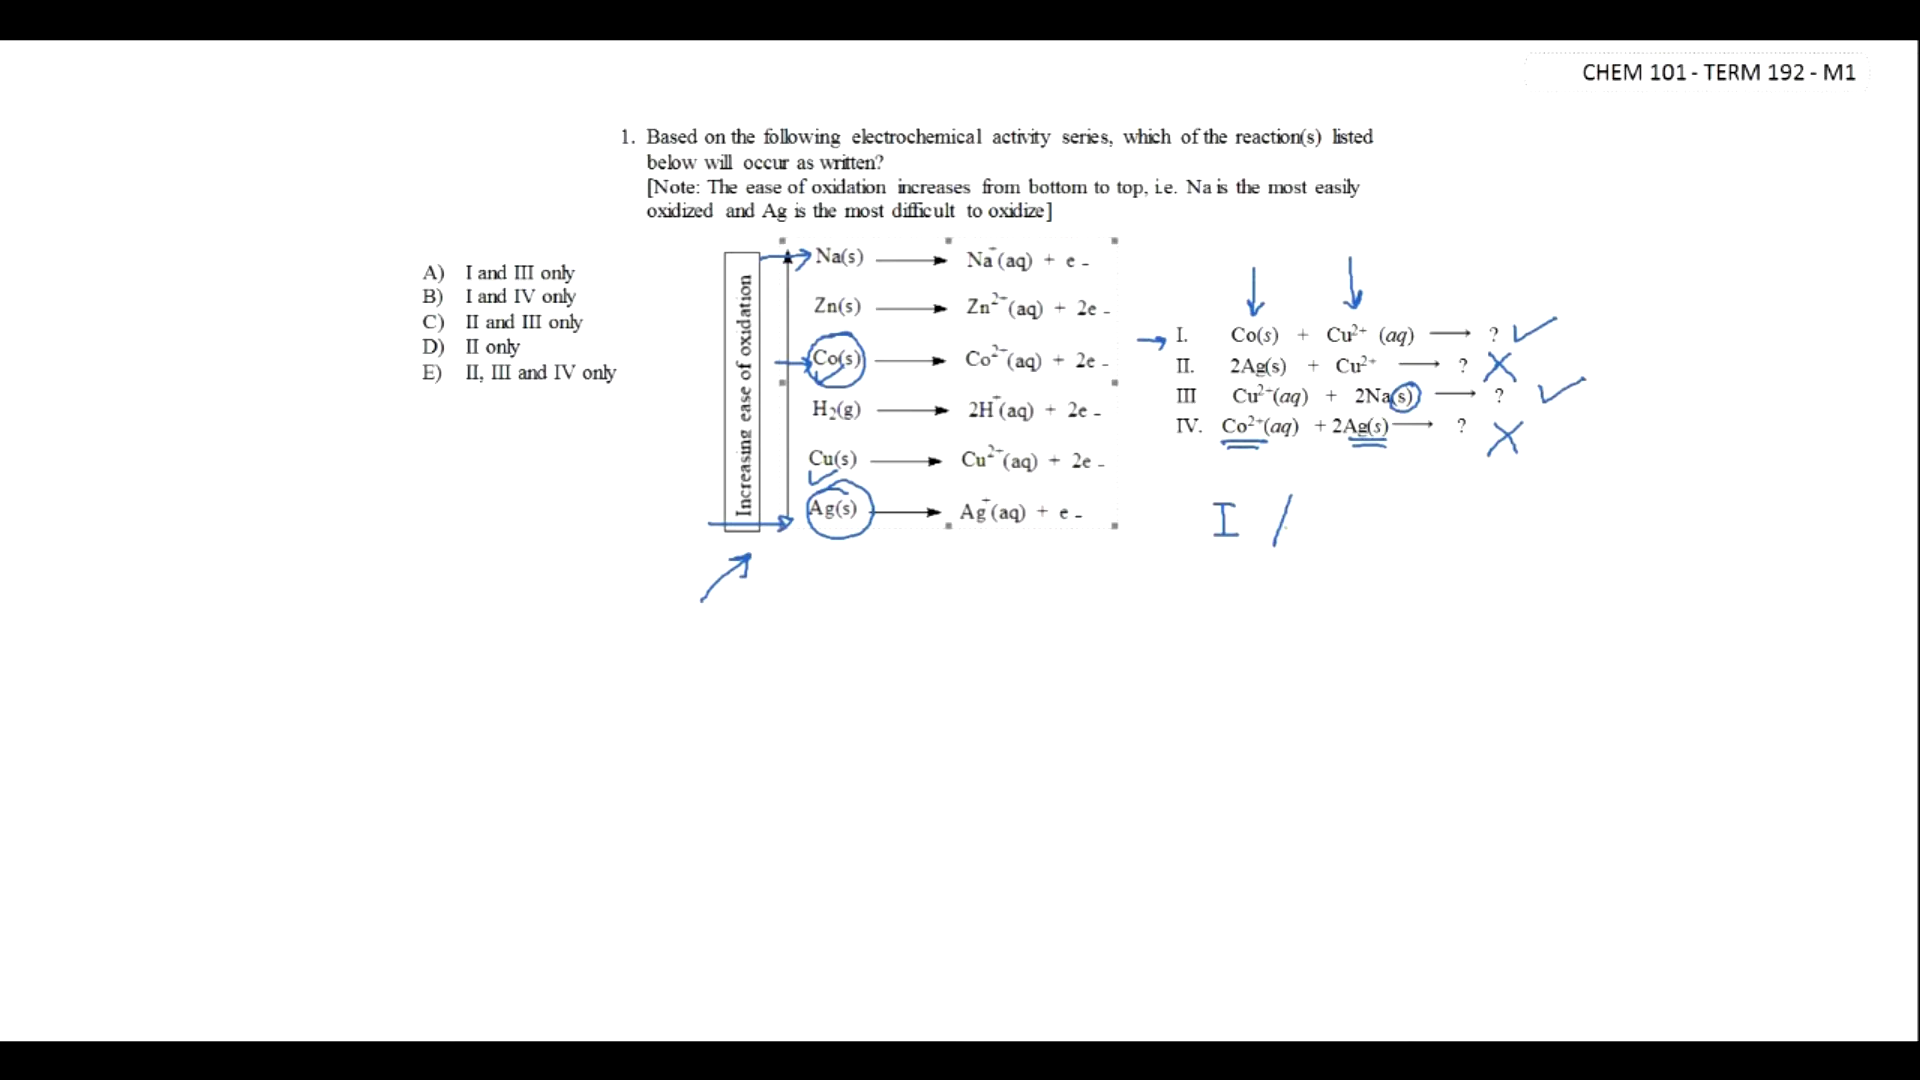 CHEM 101 - TERM 192 - M1
1. Based on the following electrochemical activity series, which of the reaction(s) listed
below will occur as written?
[Note: The ease of oxidation increases from bottom to top, i.e. Na is the most easily
oxidized and Ag is the most difficult to oxidize]
A) I and III only
B) I and IV only
C) II and III only
D) II only
E) II, III and IV only
Increasing ease of oxidation
Na(s) ⟶ Na⁺(aq) + e -
Zn(s) ⟶ Zn²⁺(aq) + 2e -
Co(s) ⟶ Co²⁺(aq) + 2e -
H₂(g) ⟶ 2H⁺(aq) + 2e -
Cu(s) ⟶ Cu²⁺(aq) + 2e -
Ag(s) ⟶ Ag⁺(aq) + e -
I. Co(s) + Cu²⁺ (aq) ⟶ ? ✓
II. 2Ag(s) + Cu²⁺ ⟶ ? X
III Cu²⁺(aq) + 2Na(s) ⟶ ? ✓
IV. Co²⁺(aq) + 2Ag(s) ⟶ ? X
I /